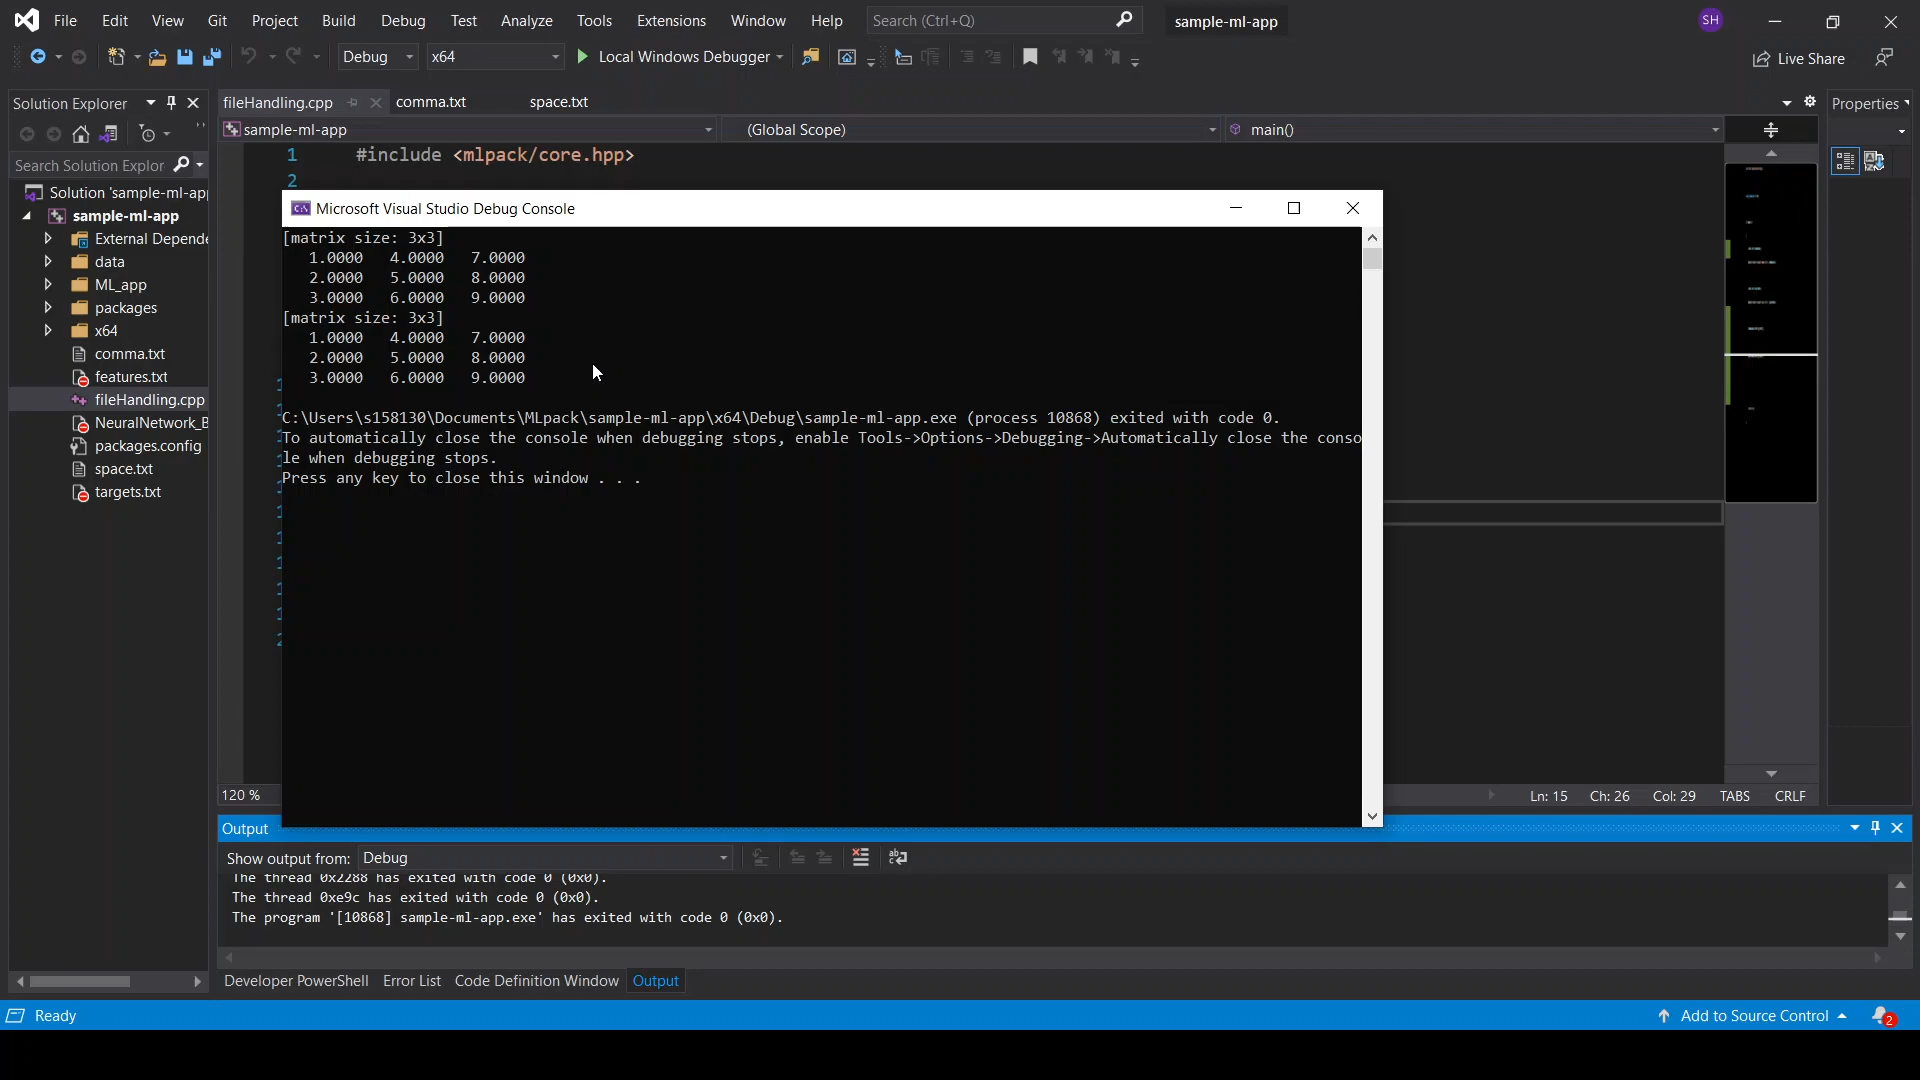 File Edit View Git Project Build Debug Test Analyze Tools Extensions Window Help Search (Ctrl+Q) sample-ml-app SH
Debug x64 Local Windows Debugger Live Share
Solution Explorer
Search Solution Explor
Solution 'sample-ml-ap
sample-ml-app
External Depende
data
ML_app
packages
x64
comma.txt
features.txt
fileHandling.cpp
NeuralNetwork_B
packages.config
space.txt
targets.txt
fileHandling.cpp comma.txt space.txt
sample-ml-app (Global Scope) main()
1 #include <mlpack/core.hpp>
2
Microsoft Visual Studio Debug Console
[matrix size: 3x3]
1.0000 4.0000 7.0000
2.0000 5.0000 8.0000
3.0000 6.0000 9.0000
[matrix size: 3x3]
1.0000 4.0000 7.0000
2.0000 5.0000 8.0000
3.0000 6.0000 9.0000
C:\Users\s158130\Documents\MLpack\sample-ml-app\x64\Debug\sample-ml-app.exe (process 10868) exited with code 0.
To automatically close the console when debugging stops, enable Tools->Options->Debugging->Automatically close the conso
le when debugging stops.
Press any key to close this window . . .
120 % Ln: 15 Ch: 26 Col: 29 TABS CRLF
Properties
Output
Show output from: Debug
The thread 0x2288 has exited with code 0 (0x0).
The thread 0xe9c has exited with code 0 (0x0).
The program '[10868] sample-ml-app.exe' has exited with code 0 (0x0).
Developer PowerShell Error List Code Definition Window Output
Ready Add to Source Control 2